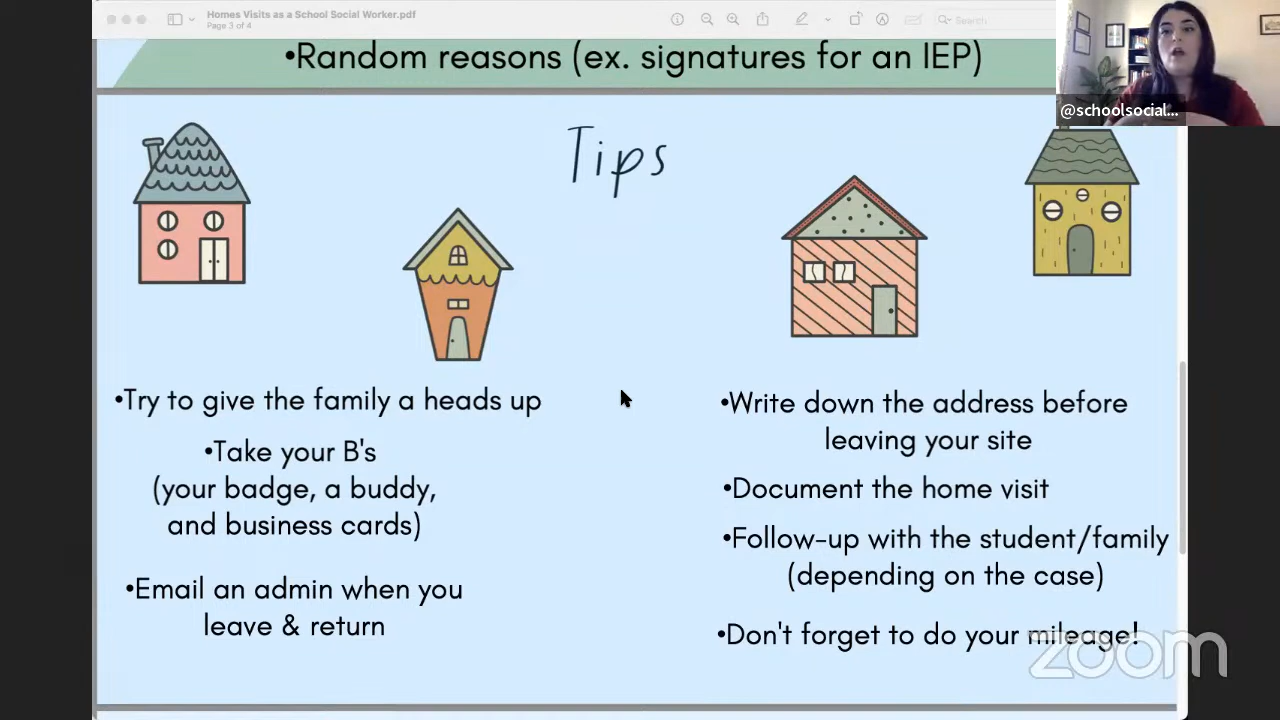 Homes Visits as a School Social Worker.pdf
Page 3 of 4
Search
•Random reasons (ex. signatures for an IEP)
@schoolsocial...
Tips
•Try to give the family a heads up
•Take your B's
(your badge, a buddy,
and business cards)
•Email an admin when you
leave & return
•Write down the address before
leaving your site
•Document the home visit
•Follow-up with the student/family
(depending on the case)
•Don't forget to do your mileage!
zoom